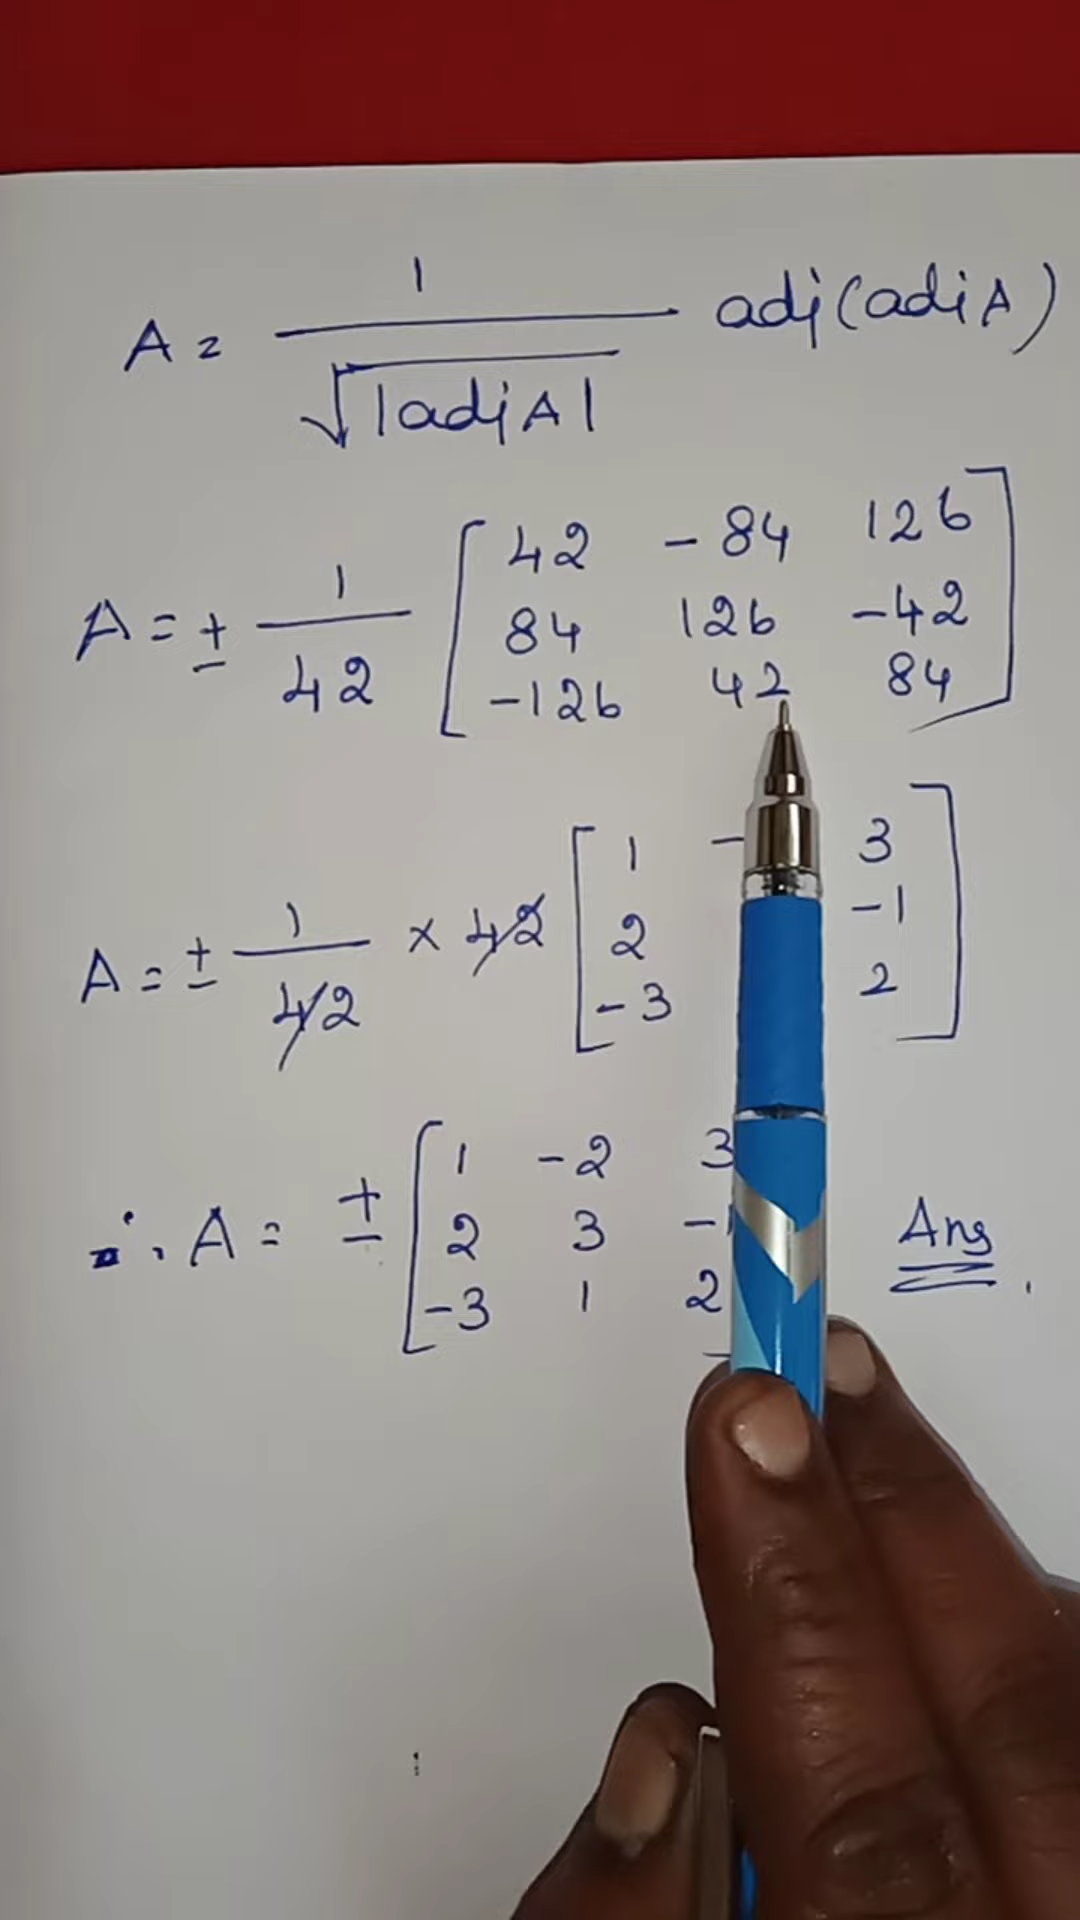 A = 1 / √|adj A| adj(adj A)
A = ± 1/42 [ 42 -84 126
84 126 -42
-126 42 84 ]
A = ± 1/42 × 42 [ 1 - 3
2 -1
-3 2 ]
∴ A = ± [ 1 -2 3
2 3 -1
-3 1 2 Ans.